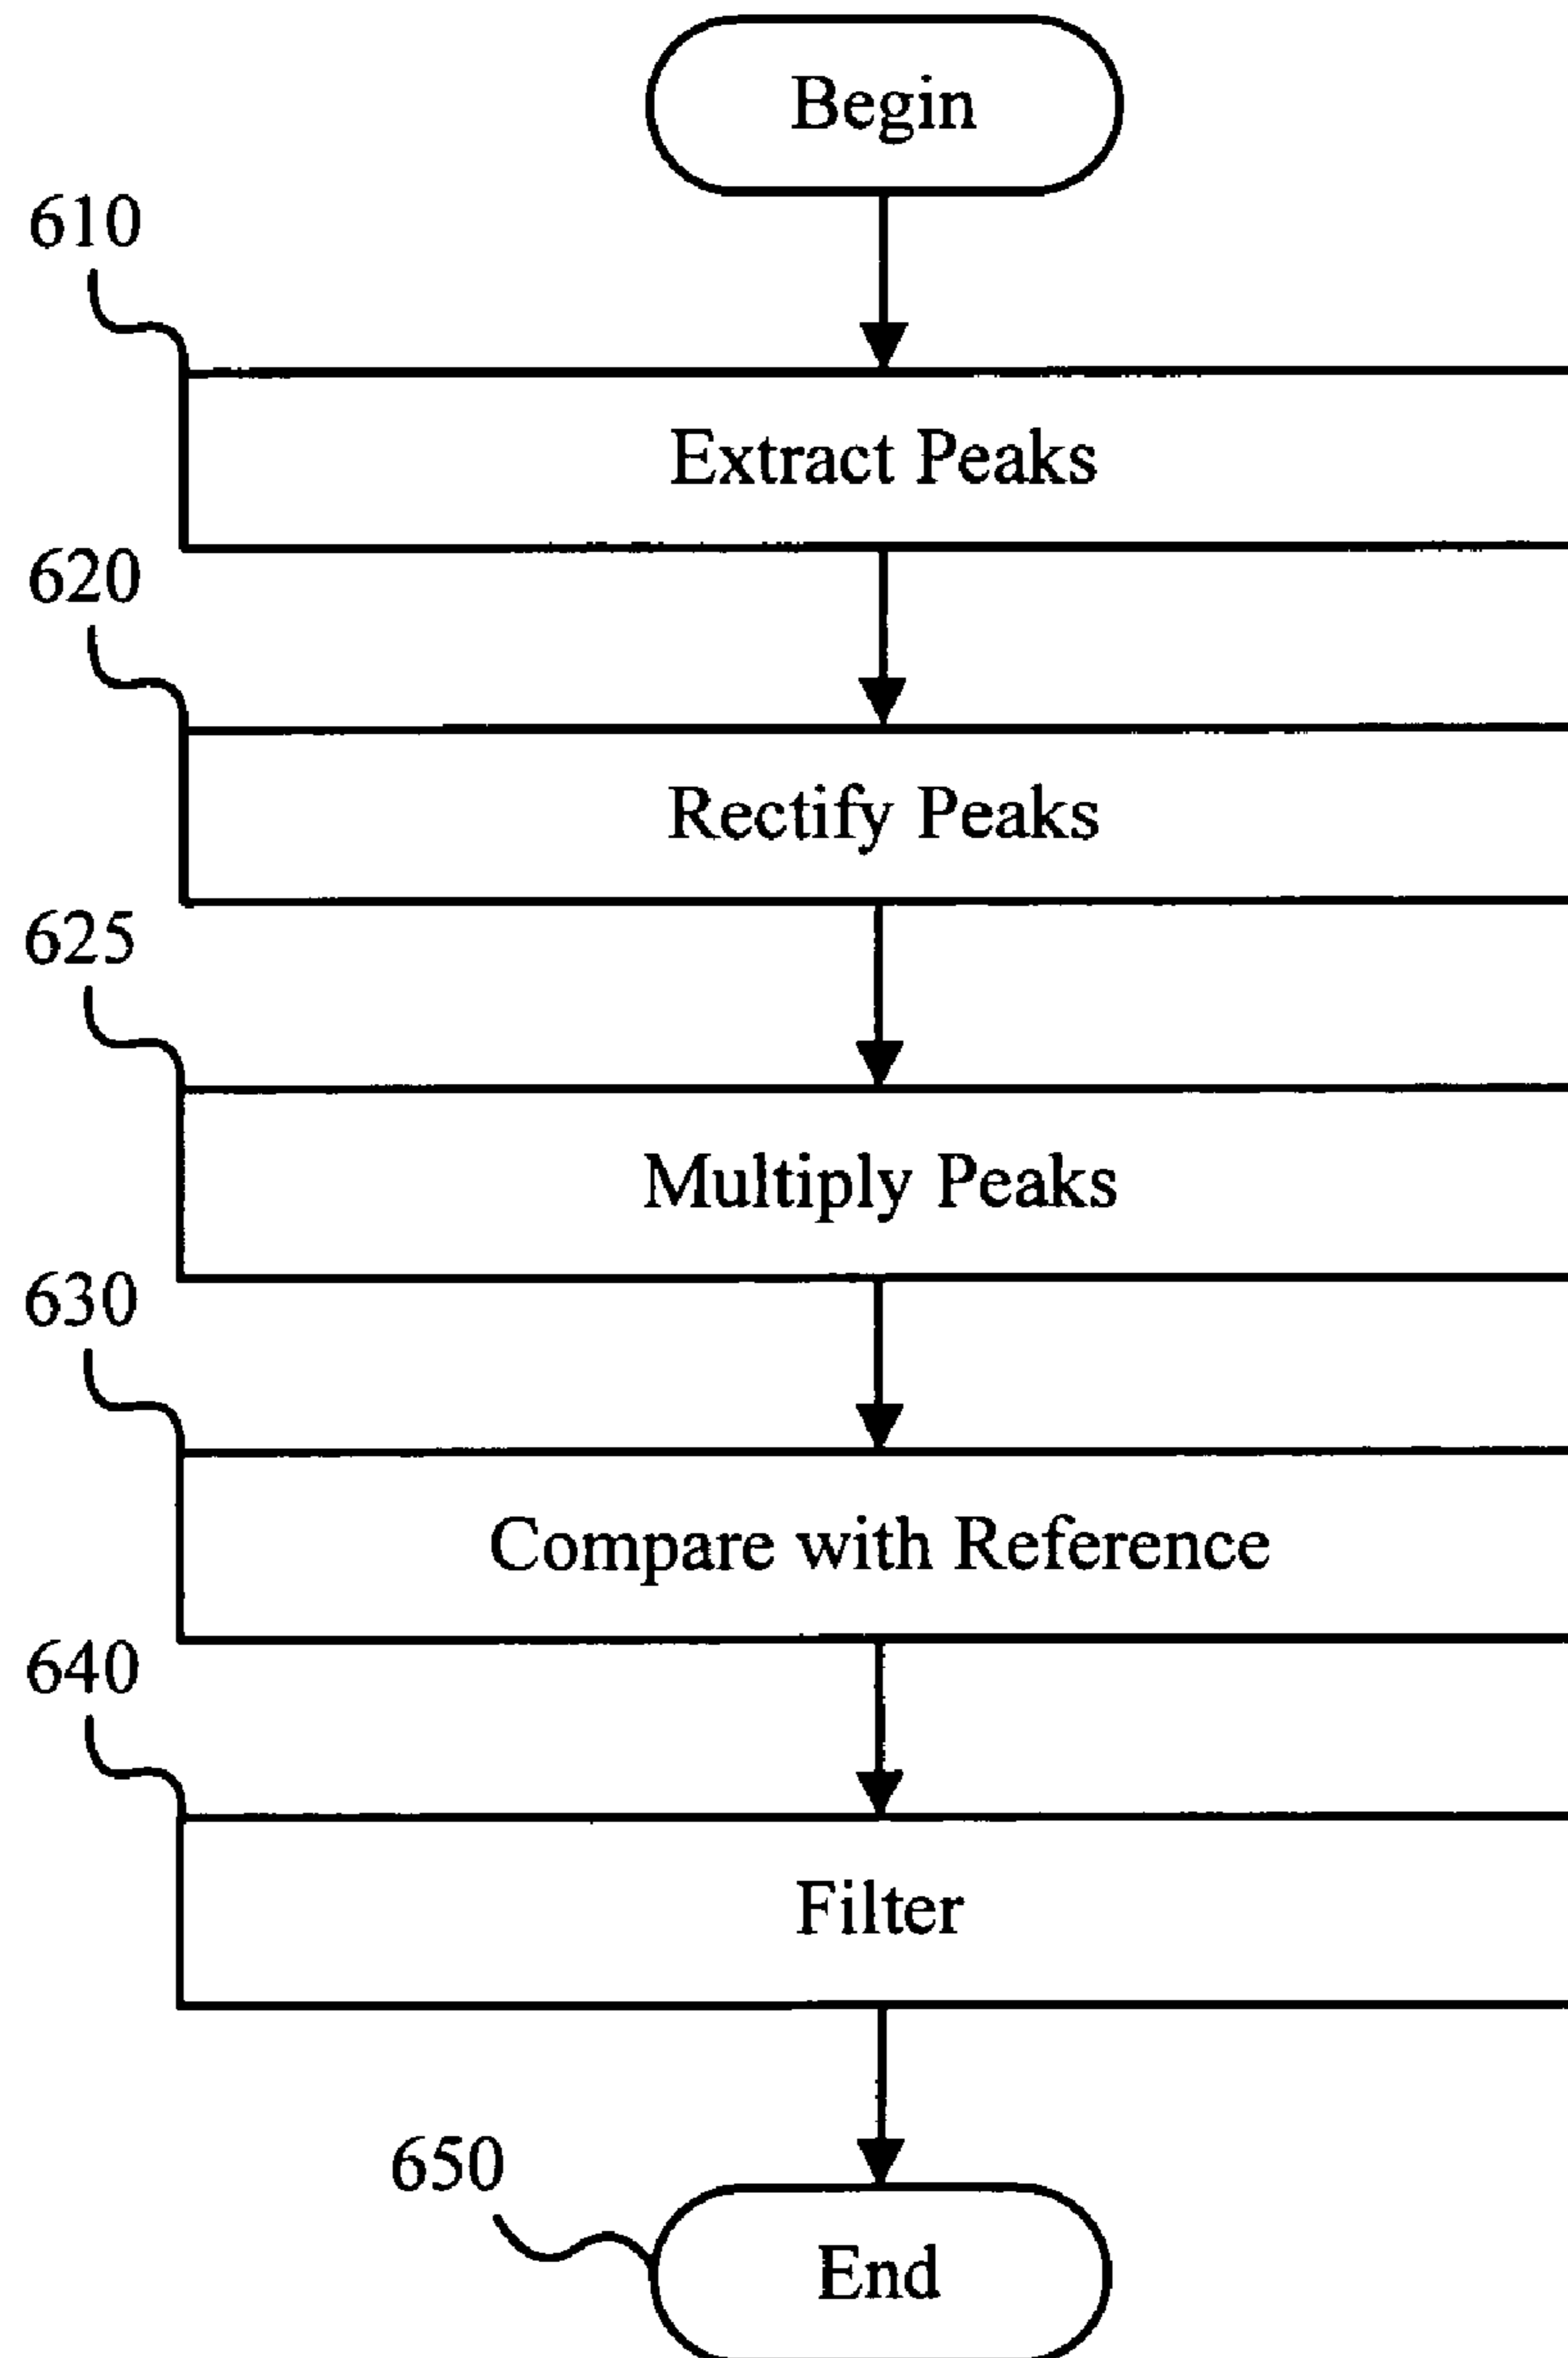 Begin
610
Extract Peaks
620
Rectify Peaks
625
Multiply Peaks
630
Compare with Reference
640
Filter
650
End